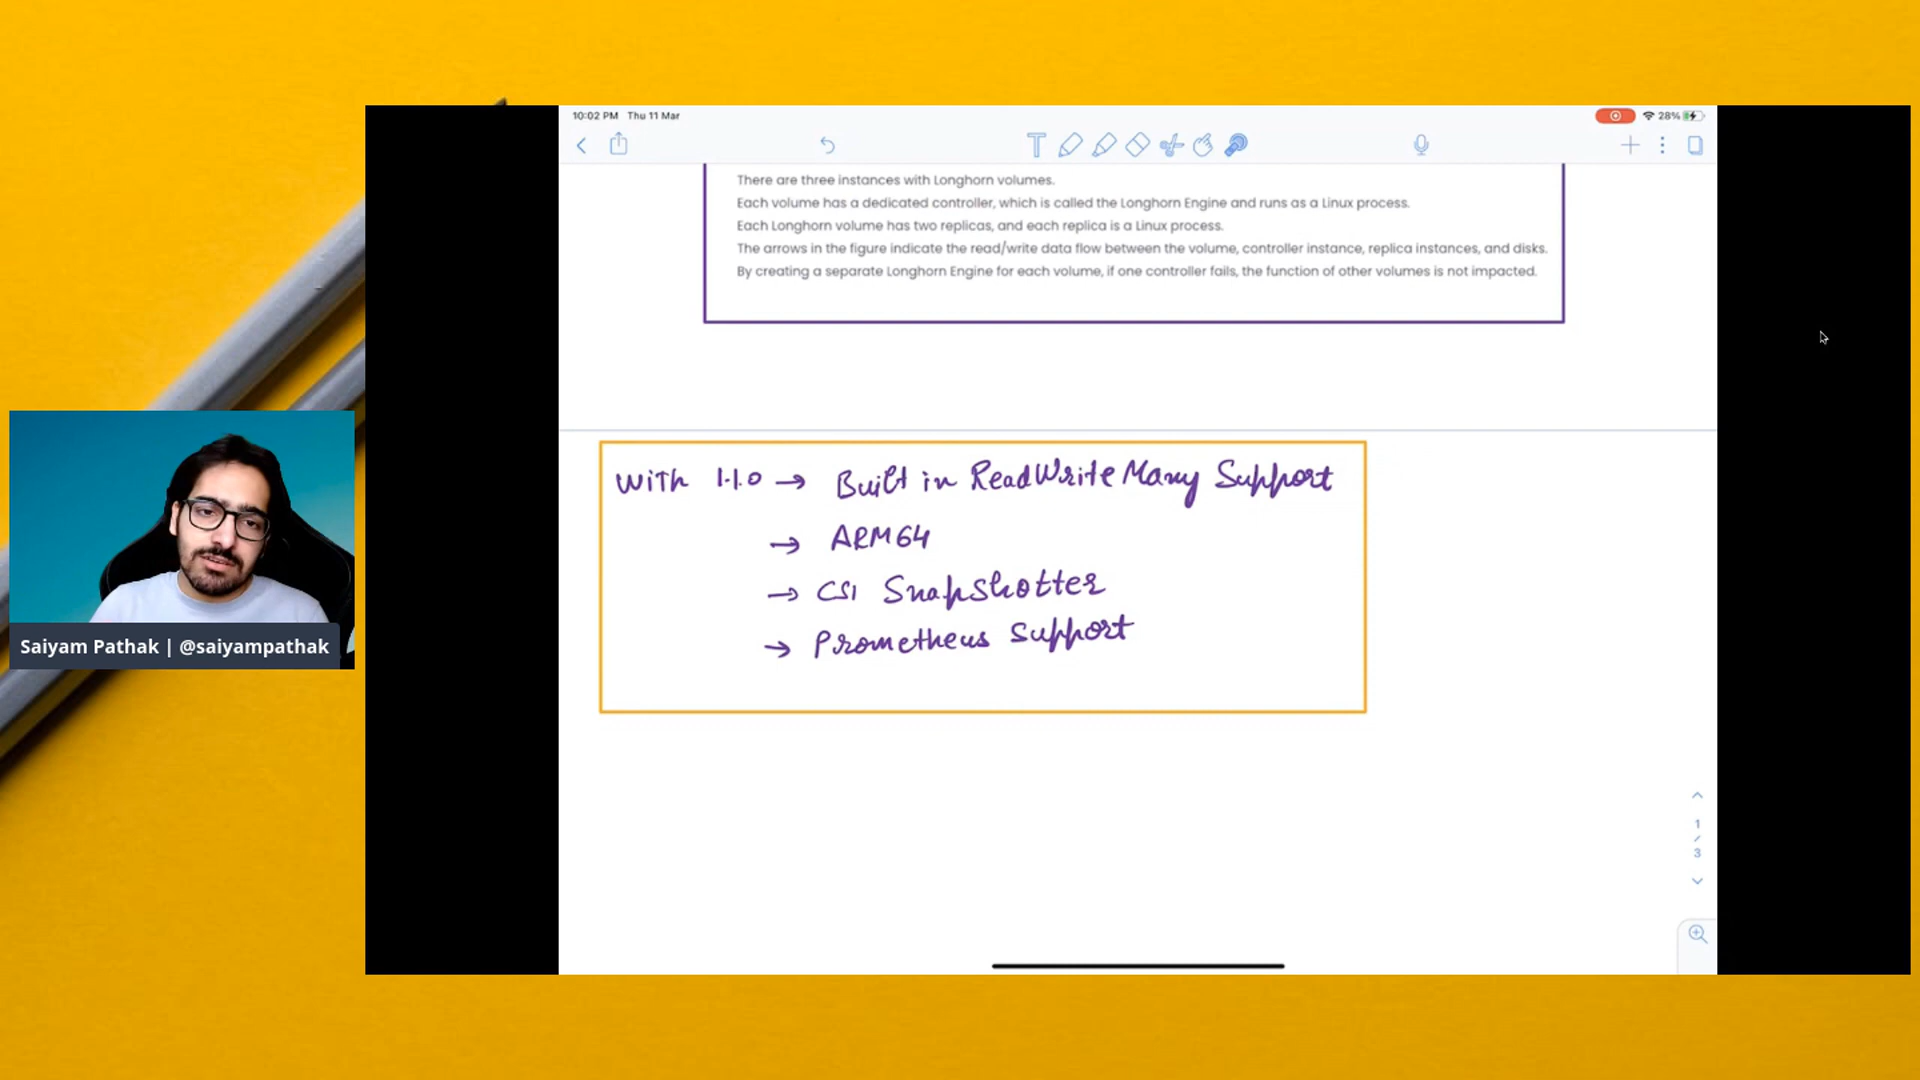 10:02 PM Thu 11 Mar
28%
There are three instances with Longhorn volumes.
Each volume has a dedicated controller, which is called the Longhorn Engine and runs as a Linux process.
Each Longhorn volume has two replicas, and each replica is a Linux process.
The arrows in the figure indicate the read/write data flow between the volume, controller instance, replica instances, and disks.
By creating a separate Longhorn Engine for each volume, if one controller fails, the function of other volumes is not impacted.
With 1.1.0 → Built in ReadWriteMany Support
→ ARM64
→ CSI Snapshotter
→ Prometheus Support
Saiyam Pathak | @saiyampathak
1
/
3